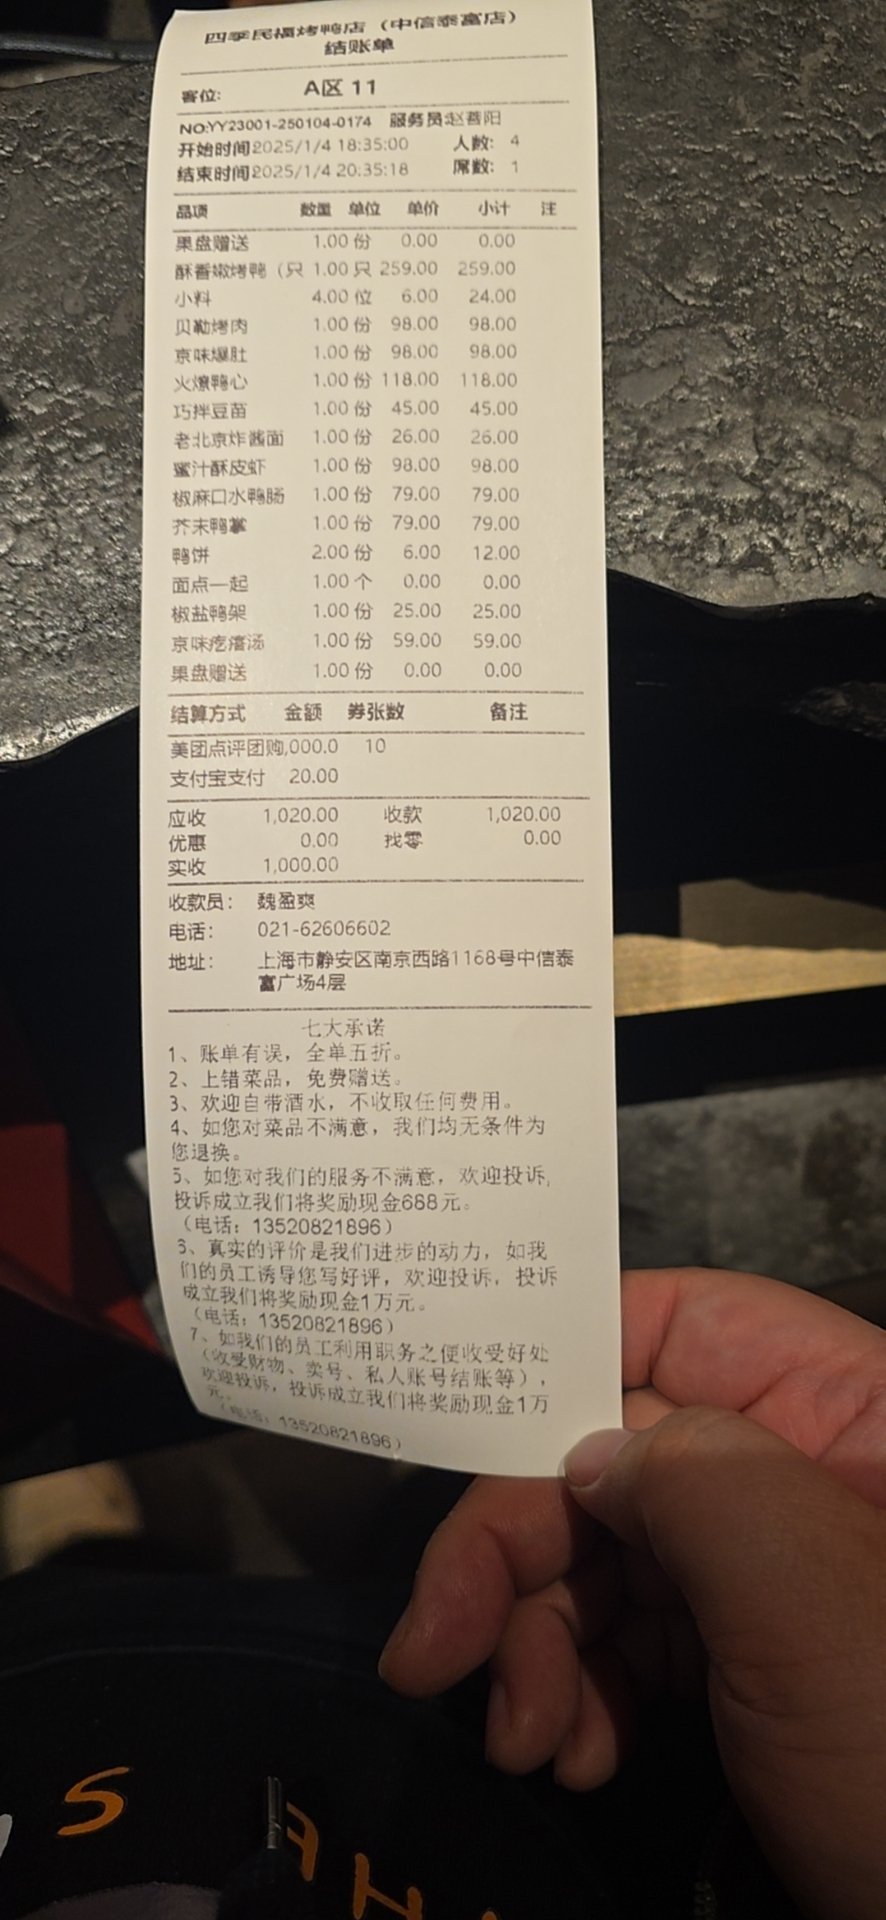 四季民福烤鸭店（中信泰富店）
结账单
客位： A区 11
NO:YY23001-250104-0174 服务员:赵蓦阳
开始时间2025/1/4 18:35:00 人数： 4
结束时间2025/1/4 20:35:18 席数： 1
品项 数量 单位 单价 小计 注
果盘赠送 1.00 份 0.00 0.00
酥香嫩烤鸭（只 1.00 只 259.00 259.00
小料 4.00 位 6.00 24.00
贝勒烤肉 1.00 份 98.00 98.00
京味爆肚 1.00 份 98.00 98.00
火燎鸭心 1.00 份 118.00 118.00
巧拌豆苗 1.00 份 45.00 45.00
老北京炸酱面 1.00 份 26.00 26.00
蜜汁酥皮虾 1.00 份 98.00 98.00
椒麻口水鸭肠 1.00 份 79.00 79.00
芥末鸭掌 1.00 份 79.00 79.00
鸭饼 2.00 份 6.00 12.00
面点一起 1.00 个 0.00 0.00
椒盐鸭架 1.00 份 25.00 25.00
京味疙瘩汤 1.00 份 59.00 59.00
果盘赠送 1.00 份 0.00 0.00
结算方式 金额 券张数 备注
美团点评团购,000.0 10
支付宝支付 20.00
应收 1,020.00 收款 1,020.00
优惠 0.00 找零 0.00
实收 1,000.00
收款员： 魏盈爽
电话： 021-62606602
地址： 上海市静安区南京西路1168号中信泰
富广场4层
七大承诺
1、账单有误，全单五折。
2、上错菜品，免费赠送。
3、欢迎自带酒水，不收取任何费用。
4、如您对菜品不满意，我们均无条件为
您退换。
5、如您对我们的服务不满意，欢迎投诉，
投诉成立我们将奖励现金688元。
（电话：13520821896）
6、真实的评价是我们进步的动力，如我
们的员工诱导您写好评，欢迎投诉，投诉
成立我们将奖励现金1万元。
（电话：13520821896）
7、如我们的员工利用职务之便收受好处
（收受财物、卖号、私人账号结账等），
欢迎投诉，投诉成立我们将奖励现金1万
元。
（电话：13520821896）
S